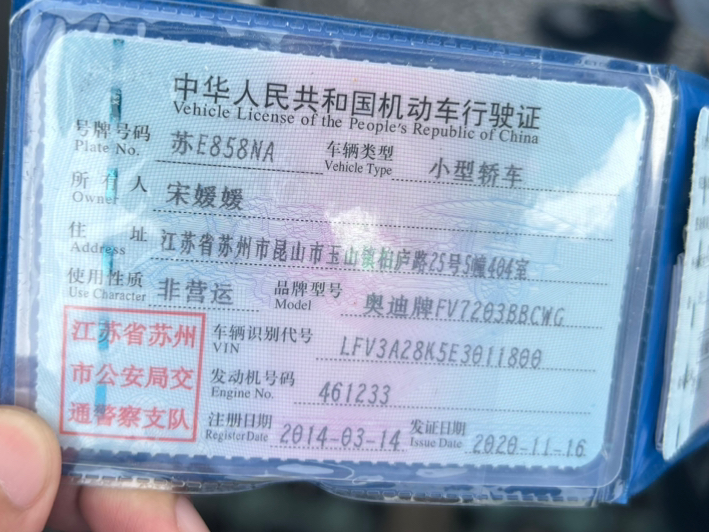 中华人民共和国机动车行驶证
Vehicle License of the People's Republic of China
号牌号码 苏E858NA 车辆类型 小型轿车
Plate No. Vehicle Type
所有人 宋媛媛
Owner
住址 江苏省苏州市昆山市玉山镇柏庐路25号5幢404室
Address
使用性质 非营运 品牌型号 奥迪牌FV7203BBCWG
Use Character Model
江苏省苏州
市公安局交
通警察支队
车辆识别代号 LFV3A28K5E3011800
VIN
发动机号码 461233
Engine No.
注册日期 2014-03-14 发证日期 2020-11-16
Register Date Issue Date